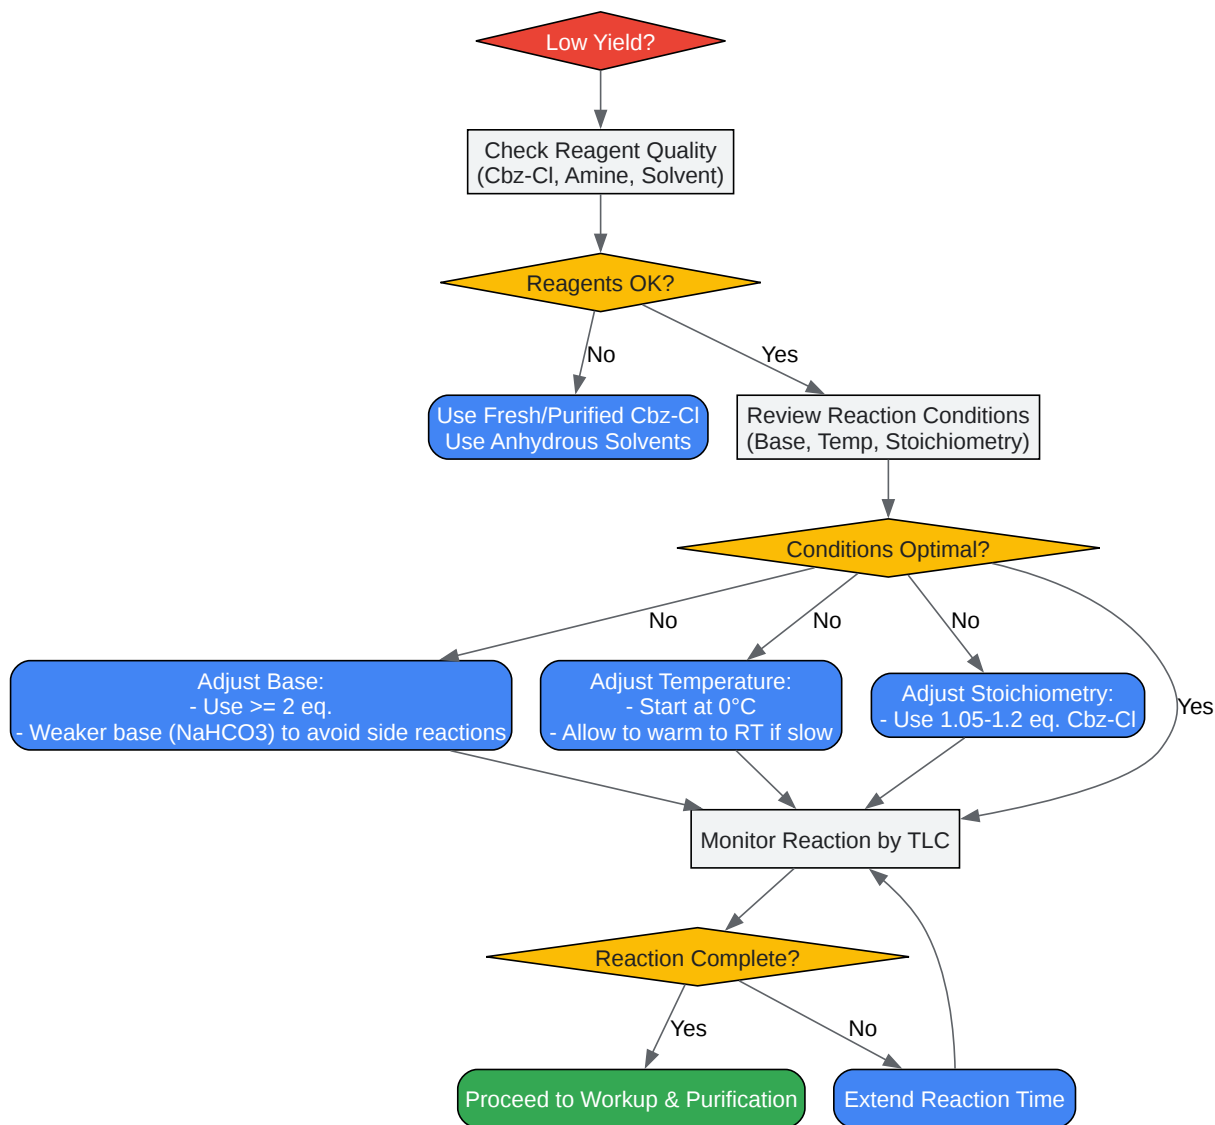 Low Yield?
Check Reagent Quality
(Cbz-Cl, Amine, Solvent)
Reagents OK?
No
Yes
Use Fresh/Purified Cbz-Cl
Use Anhydrous Solvents
Review Reaction Conditions
(Base, Temp, Stoichiometry)
Conditions Optimal?
No
No
No
Yes
Adjust Base:
- Use >= 2 eq.
- Weaker base (NaHCO3) to avoid side reactions
Adjust Temperature:
- Start at 0°C
- Allow to warm to RT if slow
Adjust Stoichiometry:
- Use 1.05-1.2 eq. Cbz-Cl
Monitor Reaction by TLC
Reaction Complete?
Yes
No
Proceed to Workup & Purification
Extend Reaction Time